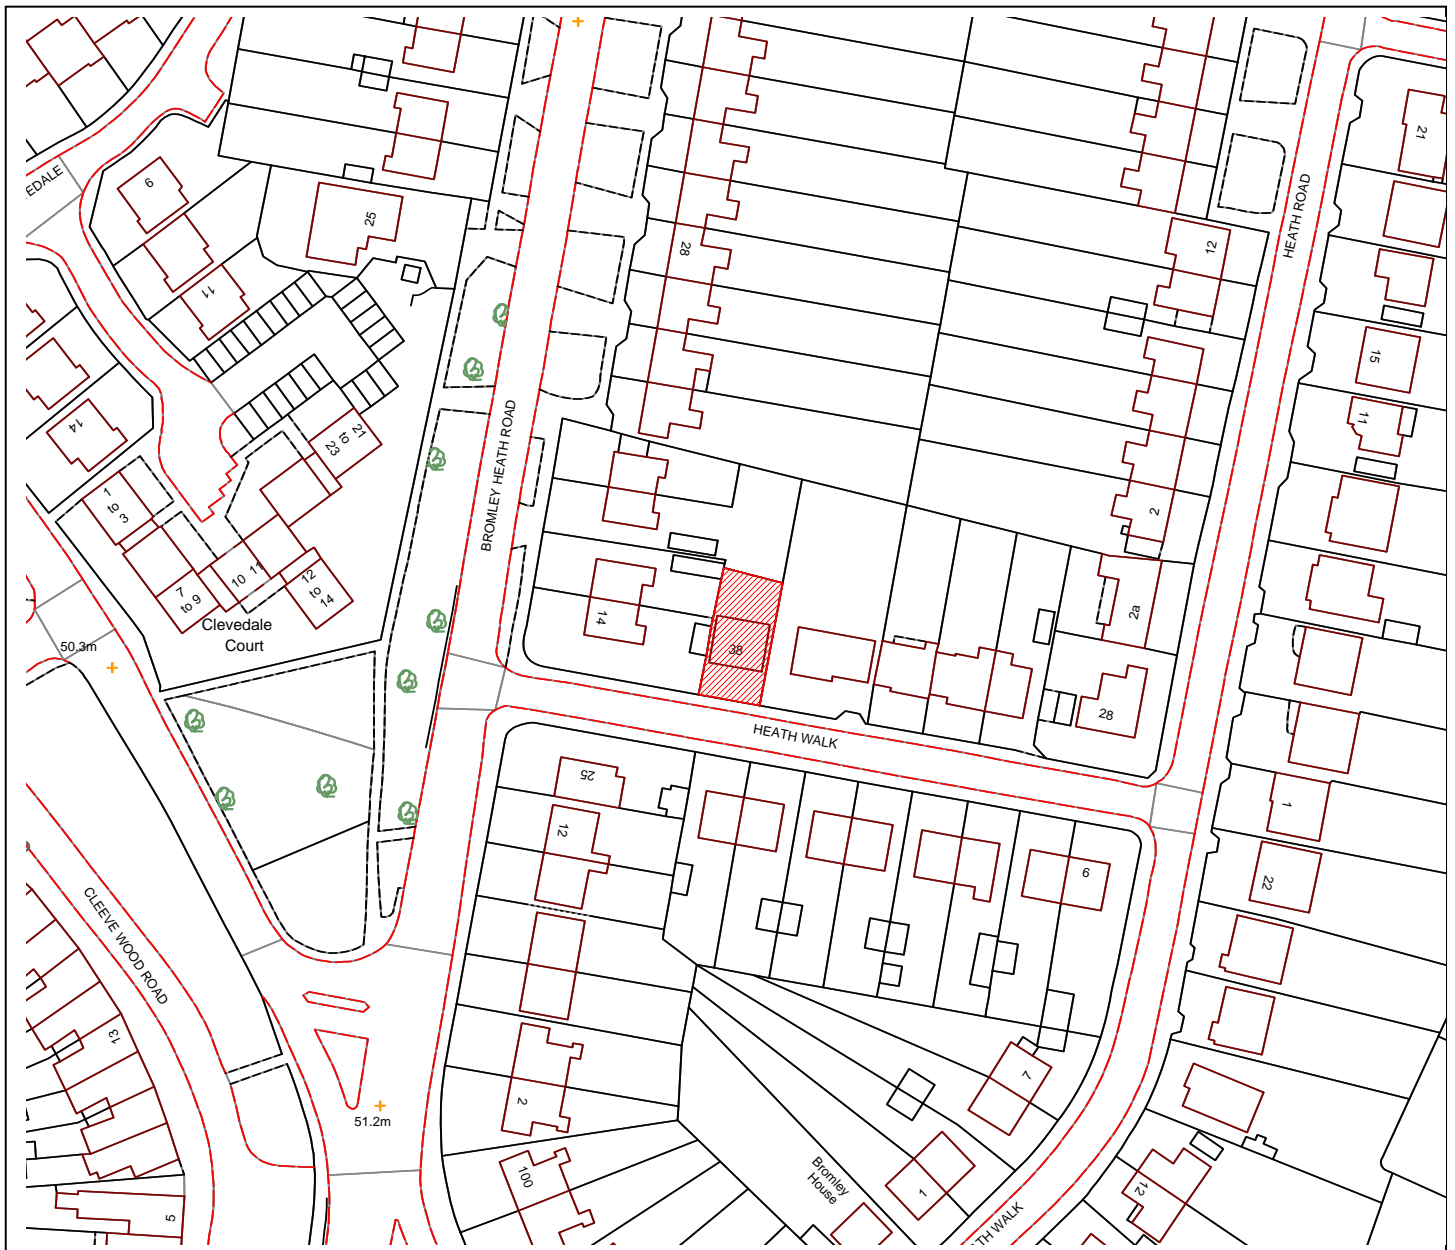 EDALE
6
25
11
28
12
HEATH ROAD
21
15
11
14
21
to
23
BROMLEY HEATH ROAD
1
to
3
10 11
7
to 9
12
to
14
Clevedale
Court
50.3m
14
38
2
2a
28
HEATH WALK
25
12
6
1
22
CLEEVE WOOD ROAD
13
2
51.2m
7
100
Bromley
House
1
12
5
ATH WALK